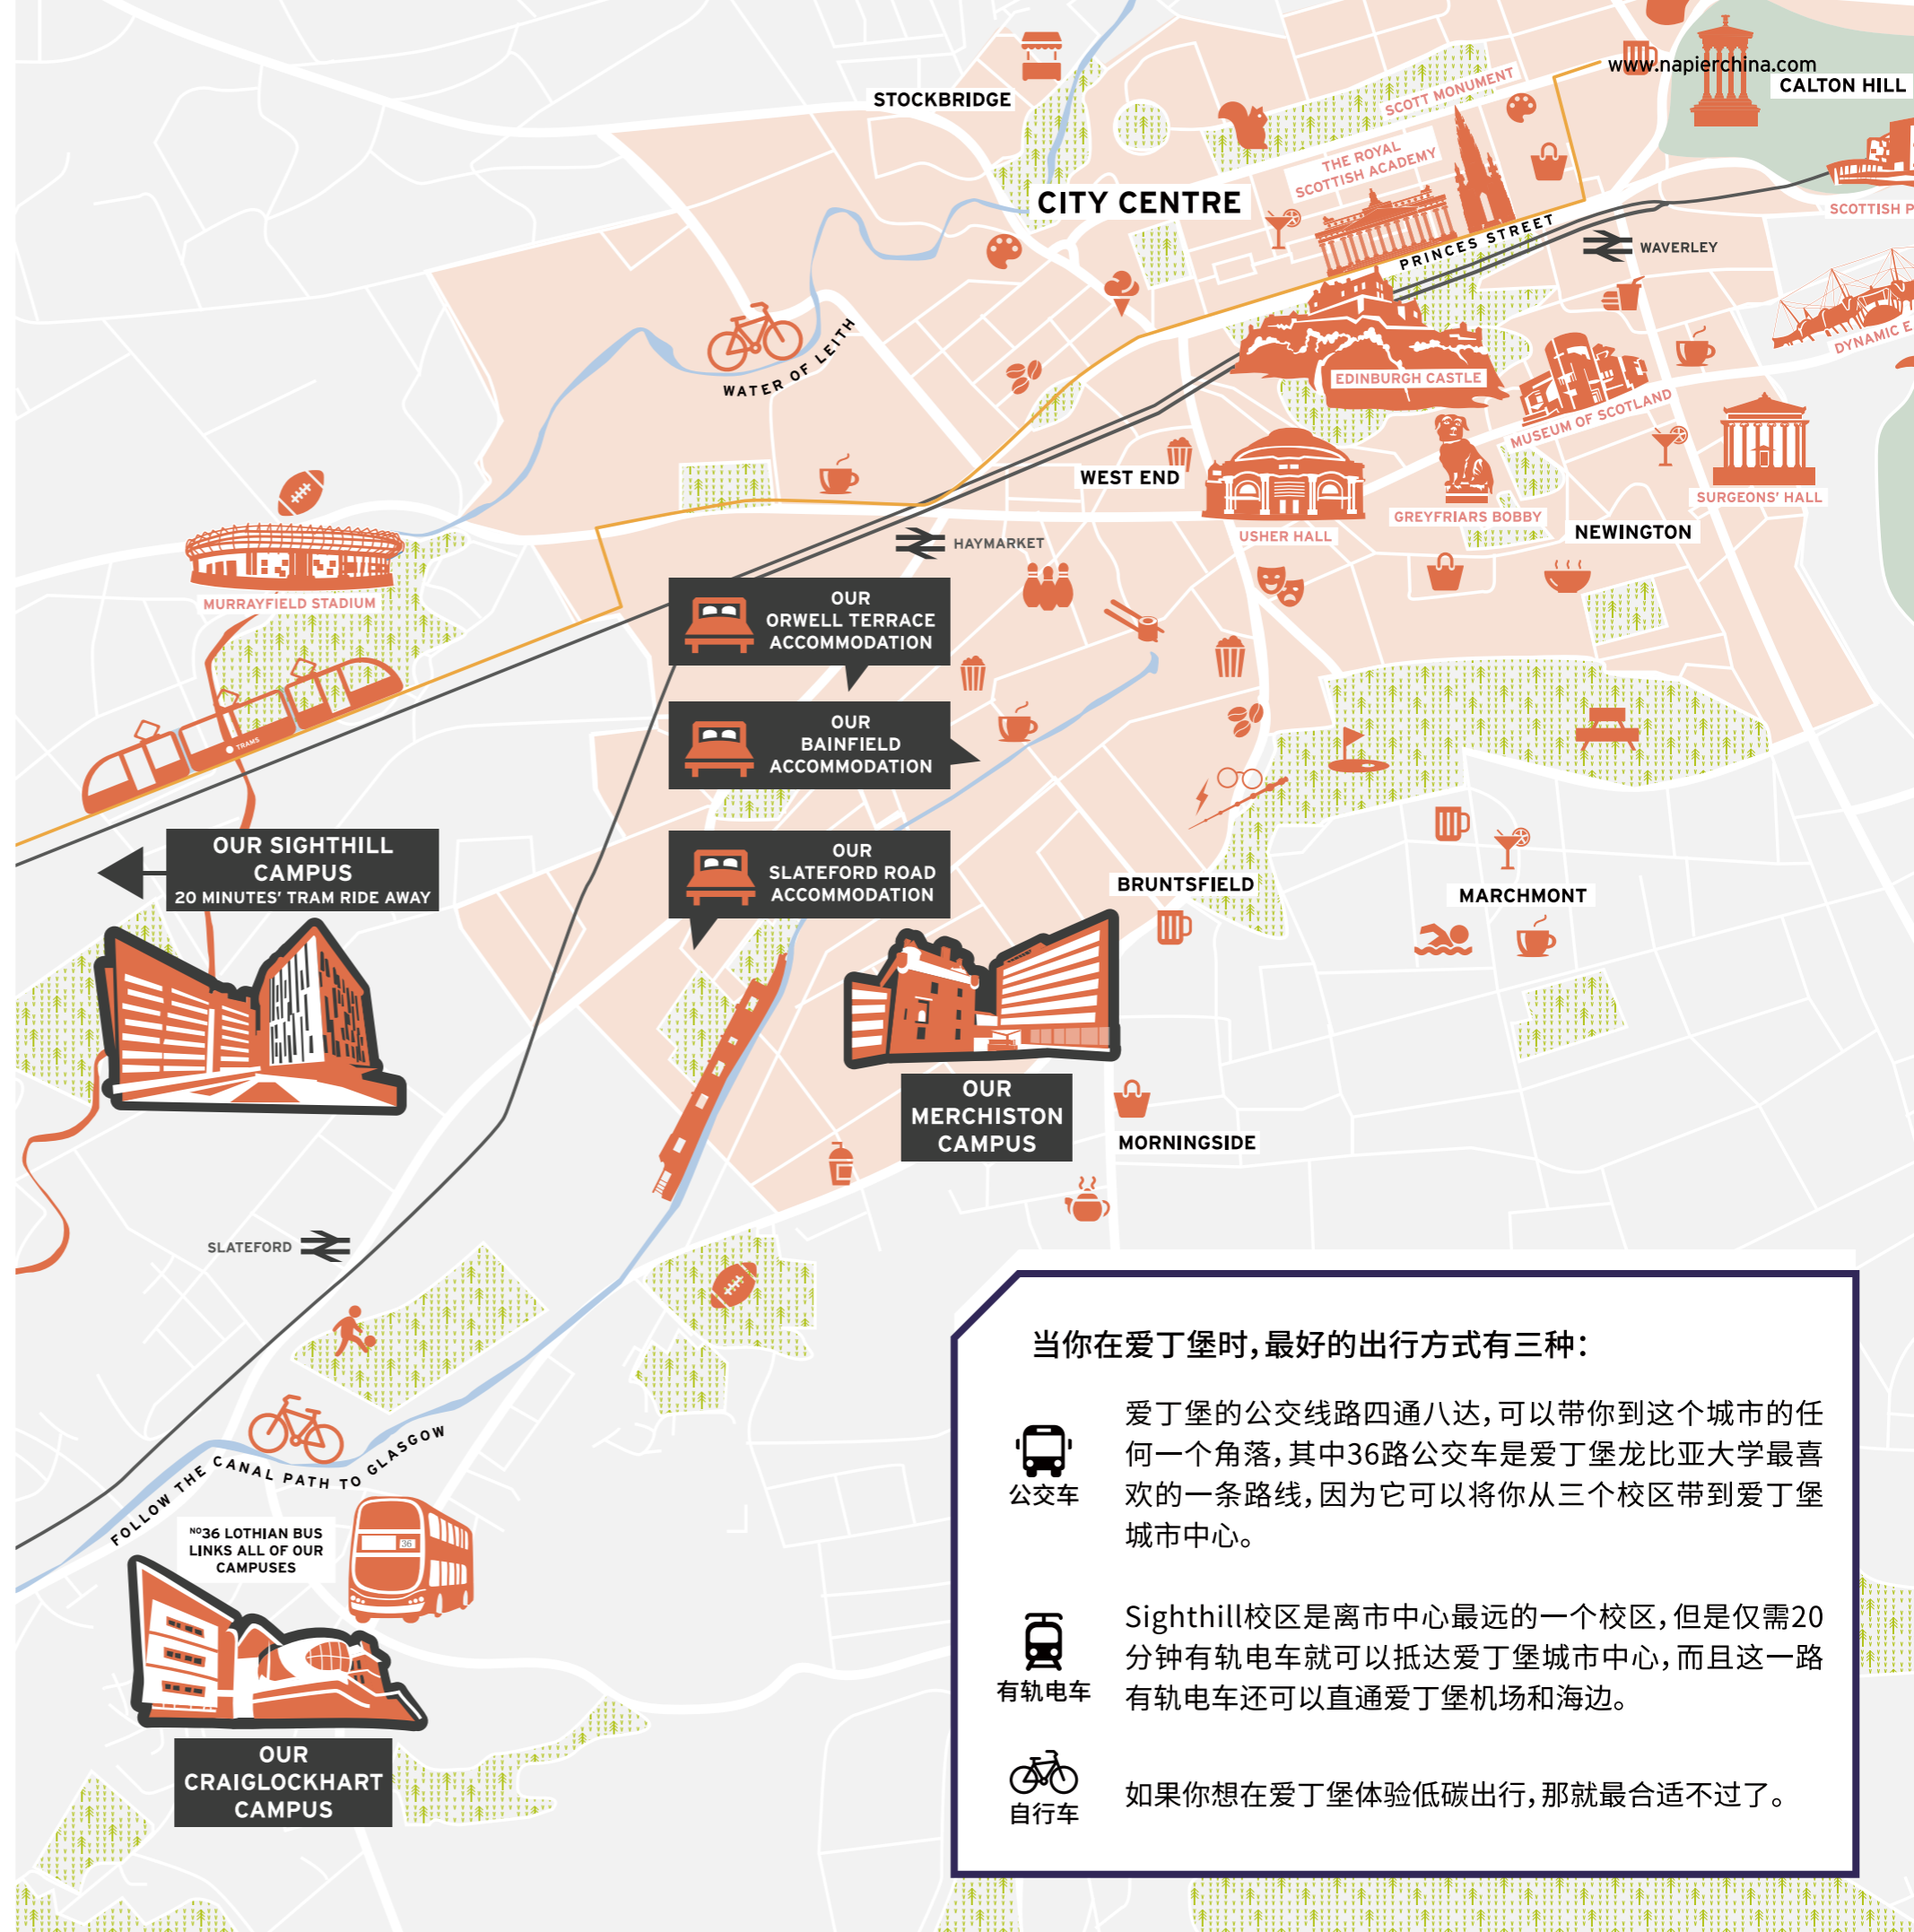 www.napierchina.com
CALTON HILL
STOCKBRIDGE
SCOTT MONUMENT
THE ROYAL
SCOTTISH ACADEMY
CITY CENTRE
SCOTTISH P
PRINCES STREET
WAVERLEY
DYNAMIC E
WATER OF LEITH
EDINBURGH CASTLE
MUSEUM OF SCOTLAND
WEST END
SURGEONS' HALL
GREYFRIARS BOBBY
USHER HALL
NEWINGTON
HAYMARKET
MURRAYFIELD STADIUM
OUR
ORWELL TERRACE
ACCOMMODATION
OUR
BAINFIELD
ACCOMMODATION
TRAMS
OUR SIGHTHILL
CAMPUS
20 MINUTES' TRAM RIDE AWAY
OUR
SLATEFORD ROAD
ACCOMMODATION
BRUNTSFIELD
MARCHMONT
OUR
MERCHISTON
CAMPUS
MORNINGSIDE
SLATEFORD
FOLLOW THE CANAL PATH TO GLASGOW
NO36 LOTHIAN BUS
LINKS ALL OF OUR
CAMPUSES
36
OUR
CRAIGLOCKHART
CAMPUS
当你在爱丁堡时，最好的出行方式有三种：
公交车
爱丁堡的公交线路四通八达，可以带你到这个城市的任
何一个角落，其中36路公交车是爱丁堡龙比亚大学最喜
欢的一条路线，因为它可以将你从三个校区带到爱丁堡
城市中心。
有轨电车
Sighthill校区是离市中心最远的一个校区，但是仅需20
分钟有轨电车就可以抵达爱丁堡城市中心，而且这一路
有轨电车还可以直通爱丁堡机场和海边。
自行车
如果你想在爱丁堡体验低碳出行，那就最合适不过了。